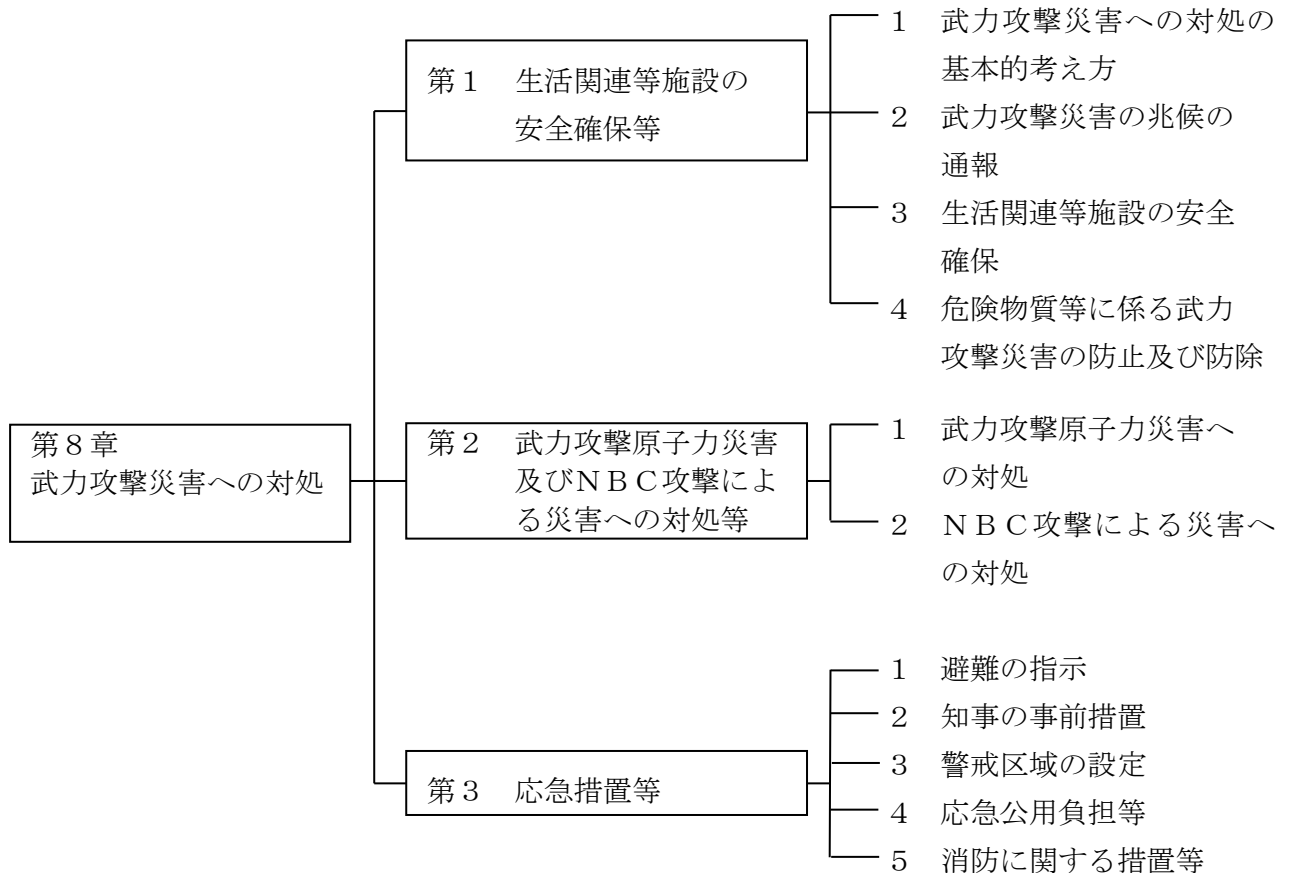 第８章
武力攻撃災害への対処
第１　生活関連等施設の
安全確保等
１　武力攻撃災害への対処の
基本的考え方
２　武力攻撃災害の兆候の
通報
３　生活関連等施設の安全
確保
４　危険物質等に係る武力
攻撃災害の防止及び防除
第２　武力攻撃原子力災害
及びＮＢＣ攻撃によ
る災害への対処等
１　武力攻撃原子力災害へ
の対処
２　ＮＢＣ攻撃による災害へ
の対処
第３　応急措置等
１　避難の指示
２　知事の事前措置
３　警戒区域の設定
４　応急公用負担等
５　消防に関する措置等